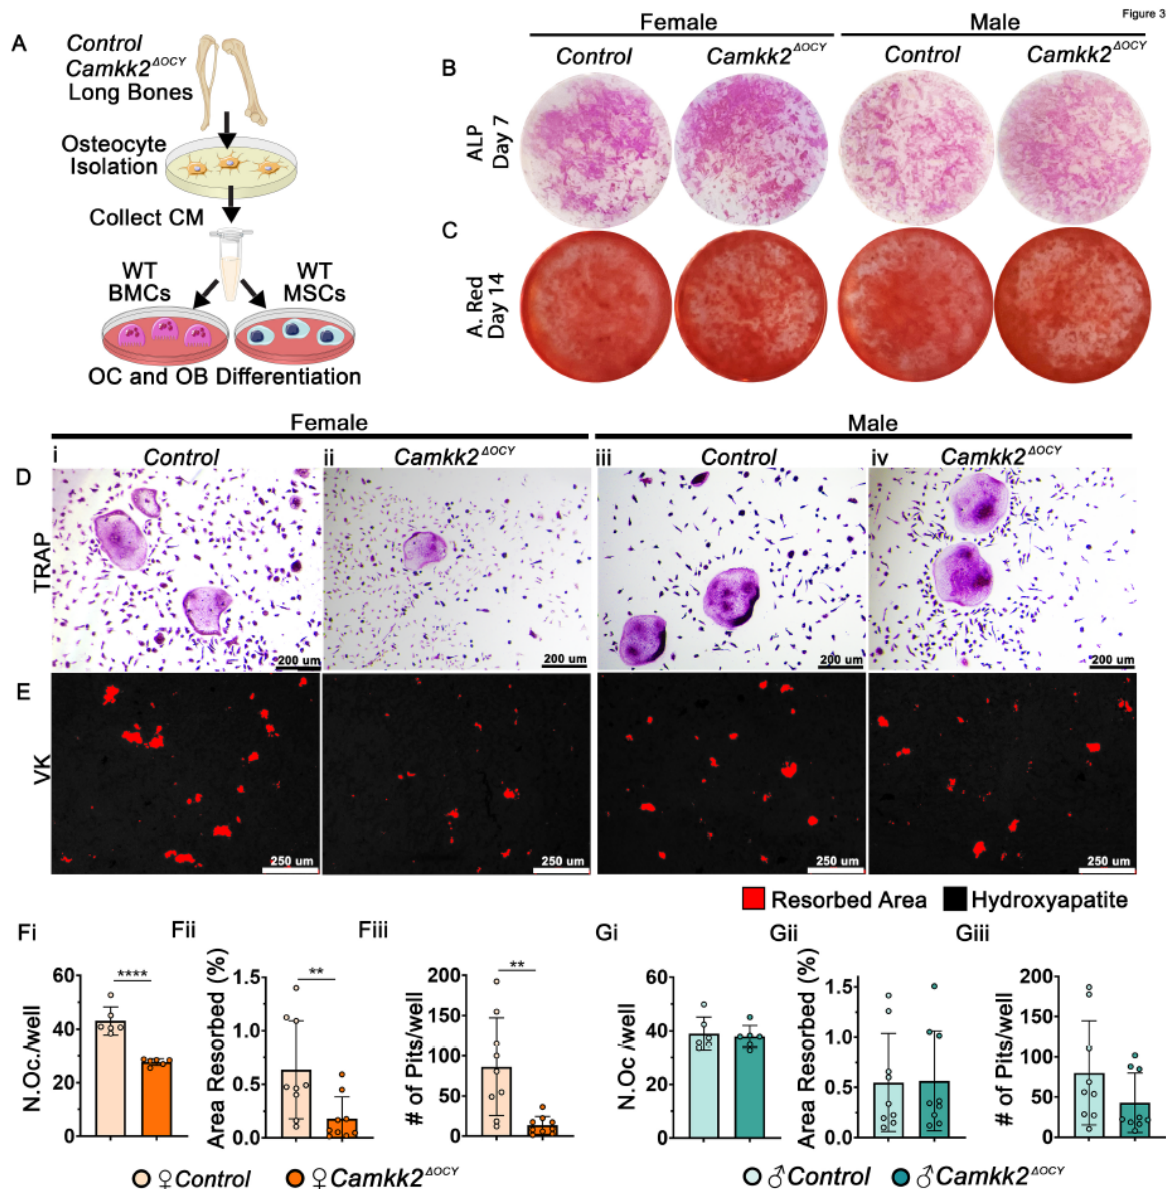 Figure 3
A
Control
Camkk2ΔOCY
Long Bones
Osteocyte
Isolation
Collect CM
WT
BMCs
WT
MSCs
OC and OB Differentiation
Female
Male
Control
Camkk2ΔOCY
Control
Camkk2ΔOCY
B
ALP
Day 7
C
A. Red
Day 14
Female
Male
i
Control
ii
Camkk2ΔOCY
iii
Control
iv
Camkk2ΔOCY
D
TRAP
200 um
200 um
200 um
200 um
E
VK
250 um
250 um
250 um
250 um
Resorbed Area
Hydroxyapatite
Fi
N.Oc./well
60
40
20
0
****
Fii
Area Resorbed (%)
1.5
1.0
0.5
0.0
**
Fiii
# of Pits/well
200
150
100
50
0
**
♀Control
♀Camkk2ΔOCY
Gi
N.Oc /well
60
40
20
0
Gii
Area Resorbed (%)
1.5
1.0
0.5
0.0
Giii
# of Pits/well
200
150
100
50
0
♂Control
♂Camkk2ΔOCY